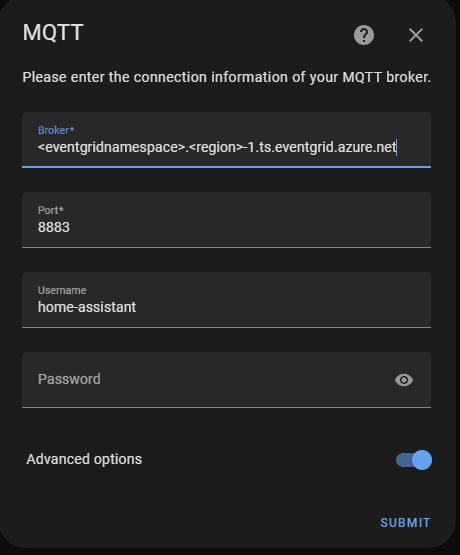 MQTT
Please enter the connection information of your MQTT broker.
Broker*
<eventgridnamespace>.<region>-1.ts.eventgrid.azure.net
Port*
8883
Username
home-assistant
Password
Advanced options
SUBMIT